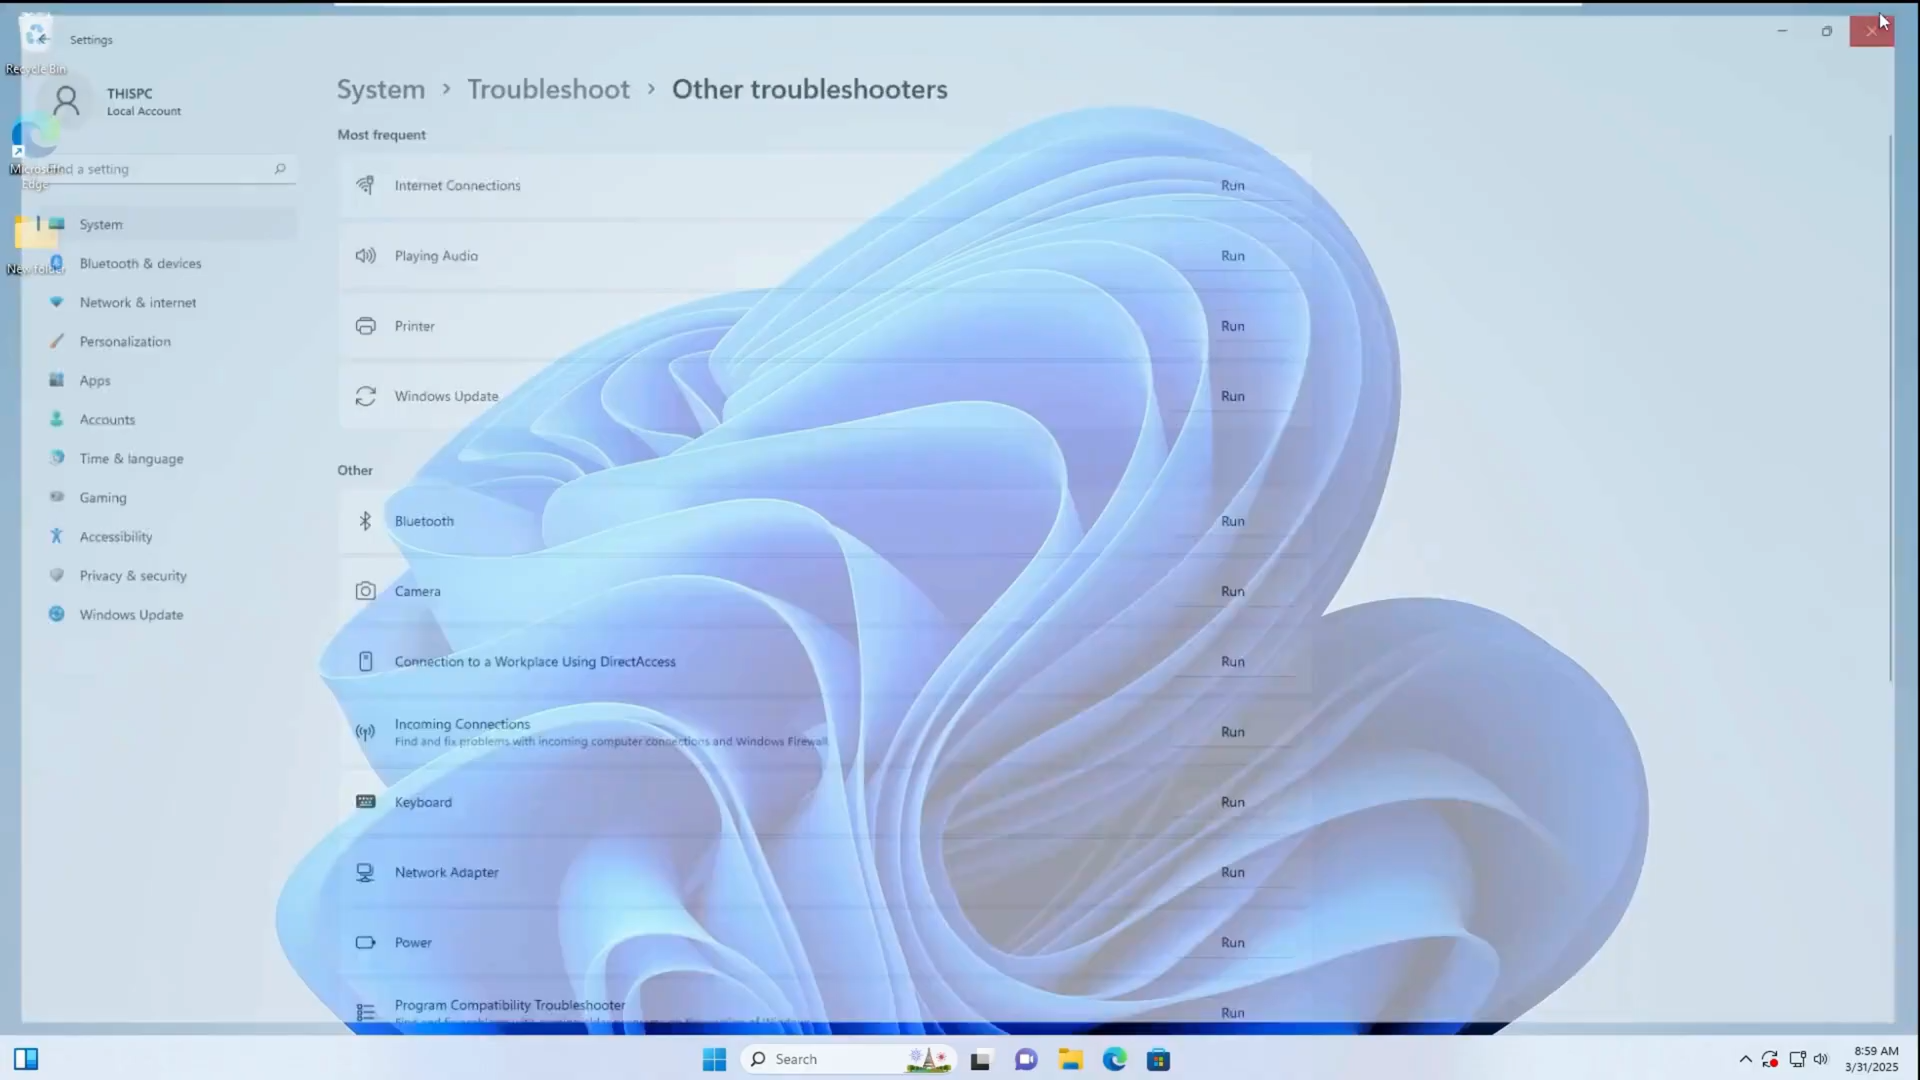 Settings
Recycle Bin
THISPC
Local Account
System > Troubleshoot > Other troubleshooters
Most frequent
Microsoft
Edge
Find a setting
New folder
System
Bluetooth & devices
Network & internet
Personalization
Apps
Accounts
Time & language
Gaming
Accessibility
Privacy & security
Windows Update
Internet Connections Run
Playing Audio Run
Printer Run
Windows Update Run
Other
Bluetooth Run
Camera Run
Connection to a Workplace Using DirectAccess Run
Incoming Connections
Find and fix problems with incoming computer connections and Windows Firewall. Run
Keyboard Run
Network Adapter Run
Power Run
Program Compatibility Troubleshooter Run
Search
8:59 AM
3/31/2025